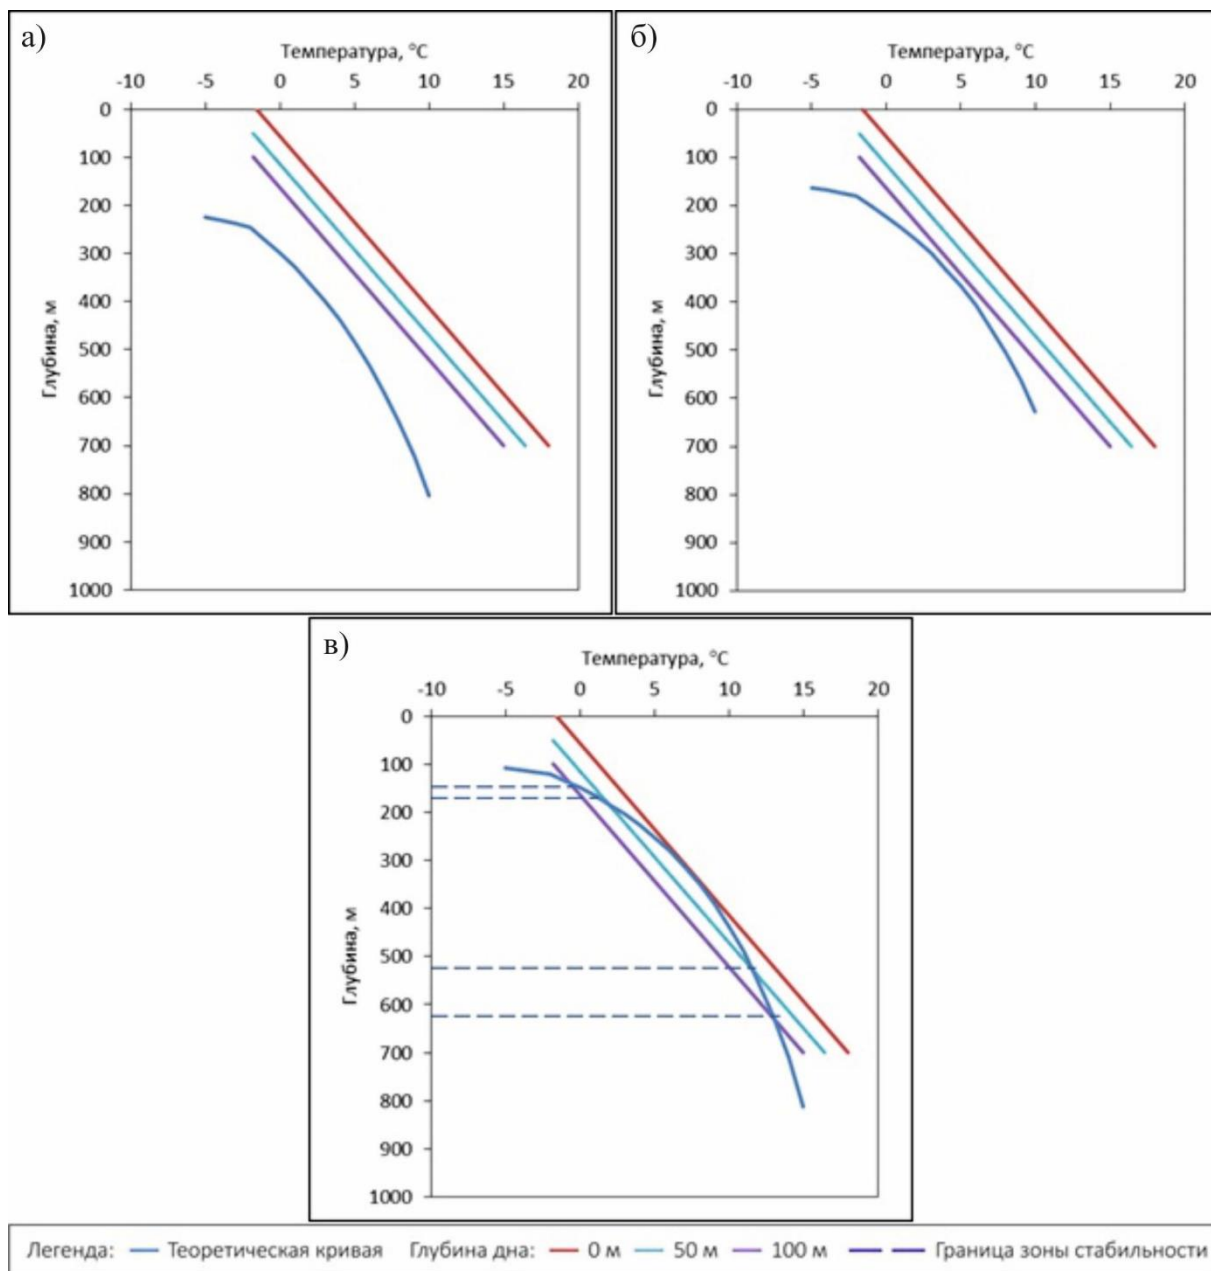 а)
Температура, °С
-10 -5 0 5 10 15 20
0
100
200
300
400
500
600
700
800
900
1000
Глубина, м
б)
Температура, °С
-10 -5 0 5 10 15 20
0
100
200
300
400
500
600
700
800
900
1000
Глубина, м
в)
Температура, °С
-10 -5 0 5 10 15 20
0
100
200
300
400
500
600
700
800
900
1000
Глубина, м
Легенда: Теоретическая кривая Глубина дна: 0 м 50 м 100 м Граница зоны стабильности